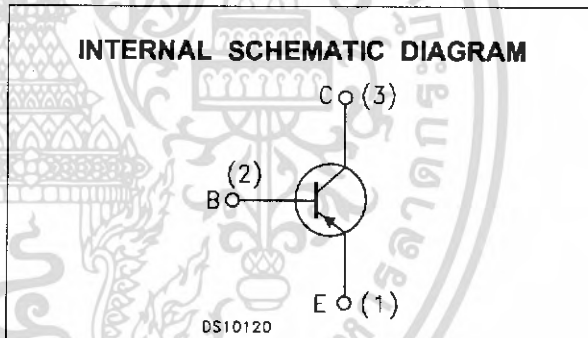 INTERNAL SCHEMATIC DIAGRAM
C (3)
(2)
B
E (1)
DS10120